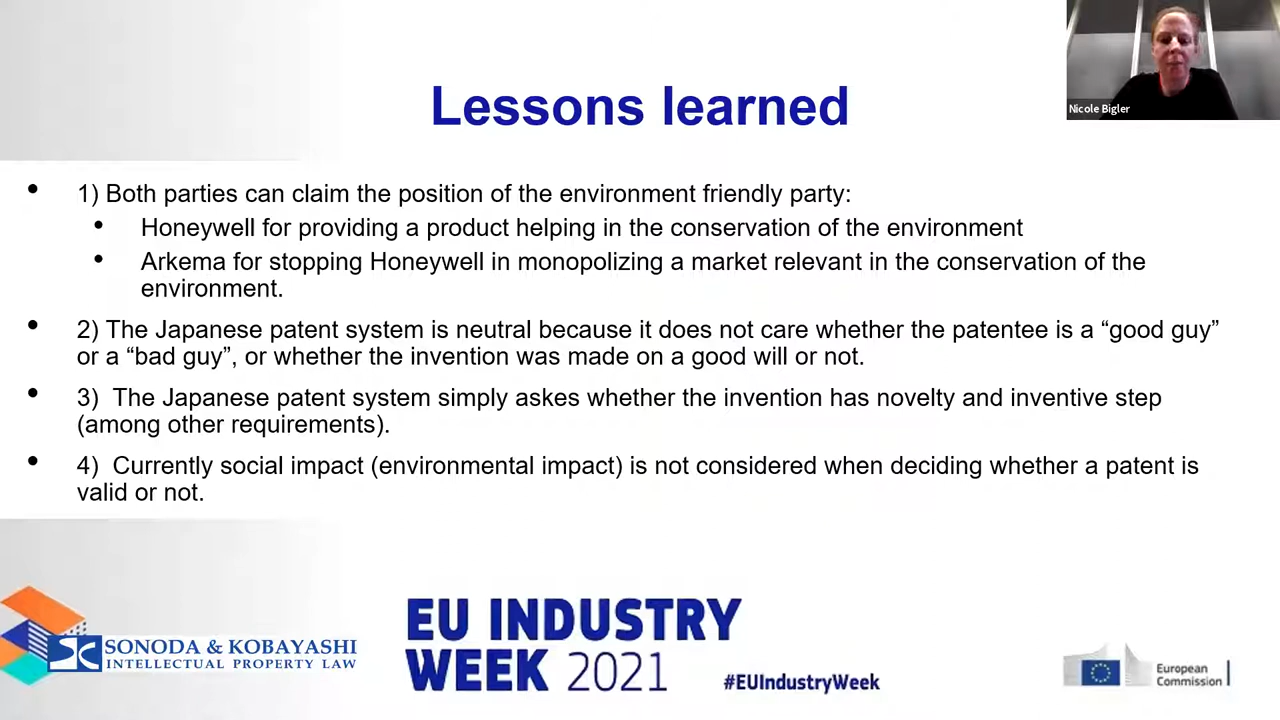 Lessons learned
Nicole Bigler
• 1) Both parties can claim the position of the environment friendly party:
• Honeywell for providing a product helping in the conservation of the environment
• Arkema for stopping Honeywell in monopolizing a market relevant in the conservation of the
environment.
• 2) The Japanese patent system is neutral because it does not care whether the patentee is a “good guy”
or a “bad guy”, or whether the invention was made on a good will or not.
• 3)  The Japanese patent system simply askes whether the invention has novelty and inventive step
(among other requirements).
• 4)  Currently social impact (environmental impact) is not considered when deciding whether a patent is
valid or not.
SONODA & KOBAYASHI
INTELLECTUAL PROPERTY LAW
EU INDUSTRY
WEEK 2021
#EUIndustryWeek
European
Commission